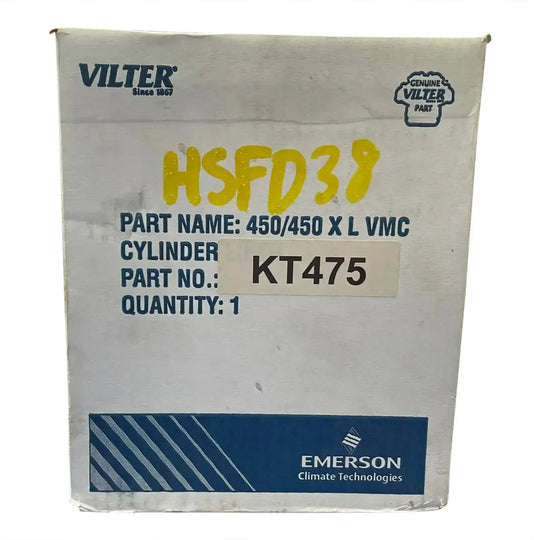 VILTER®
Since 1867
GENUINE
VILTER
PART
HSFD38
PART NAME: 450/450 X L VMC
CYLINDER
PART NO.:
KT475
QUANTITY: 1
EMERSON
Climate Technologies